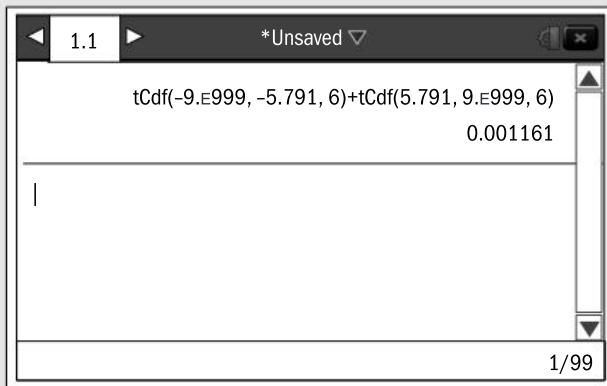 1.1 *Unsaved
tCdf(–9.E999, –5.791, 6)+tCdf(5.791, 9.E999, 6)
0.001161
1/99